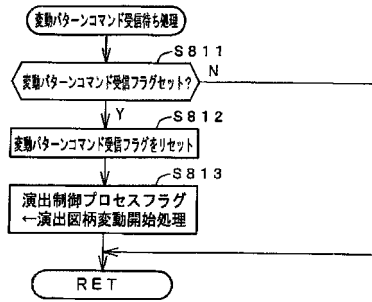 変動パターンコマンド受信待ち処理
S811
変動パターンコマンド受信フラグセット?
N
Y
S812
変動パターンコマンド受信フラグをリセット
S813
演出制御プロセスフラグ
←演出図柄変動開始処理
RET